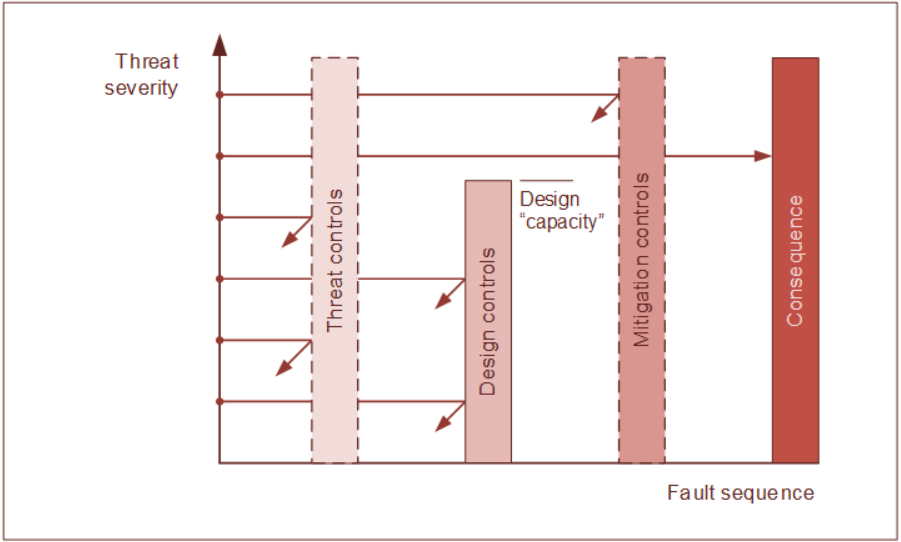 Threat
severity
Threat controls
Design controls
Design
“capacity”
Mitigation controls
Consequence
Fault sequence